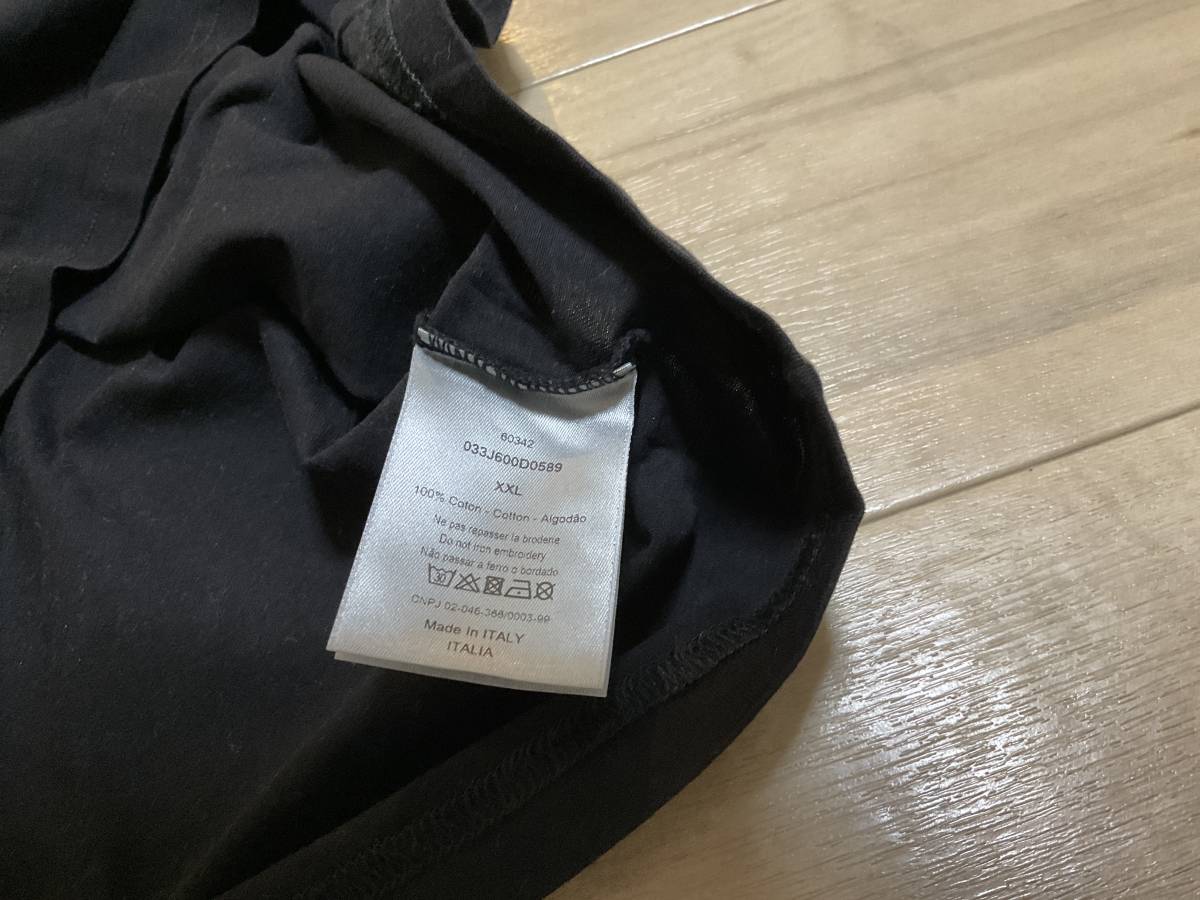 60342
033J600D0589
XXL
100% Coton - Cotton - Algodão
Ne pas repasser la broderie
Do not iron embroidery
Não passar a ferro o bordado
30
CNPJ 02-046-368/0003-99
Made In ITALY
ITALIA